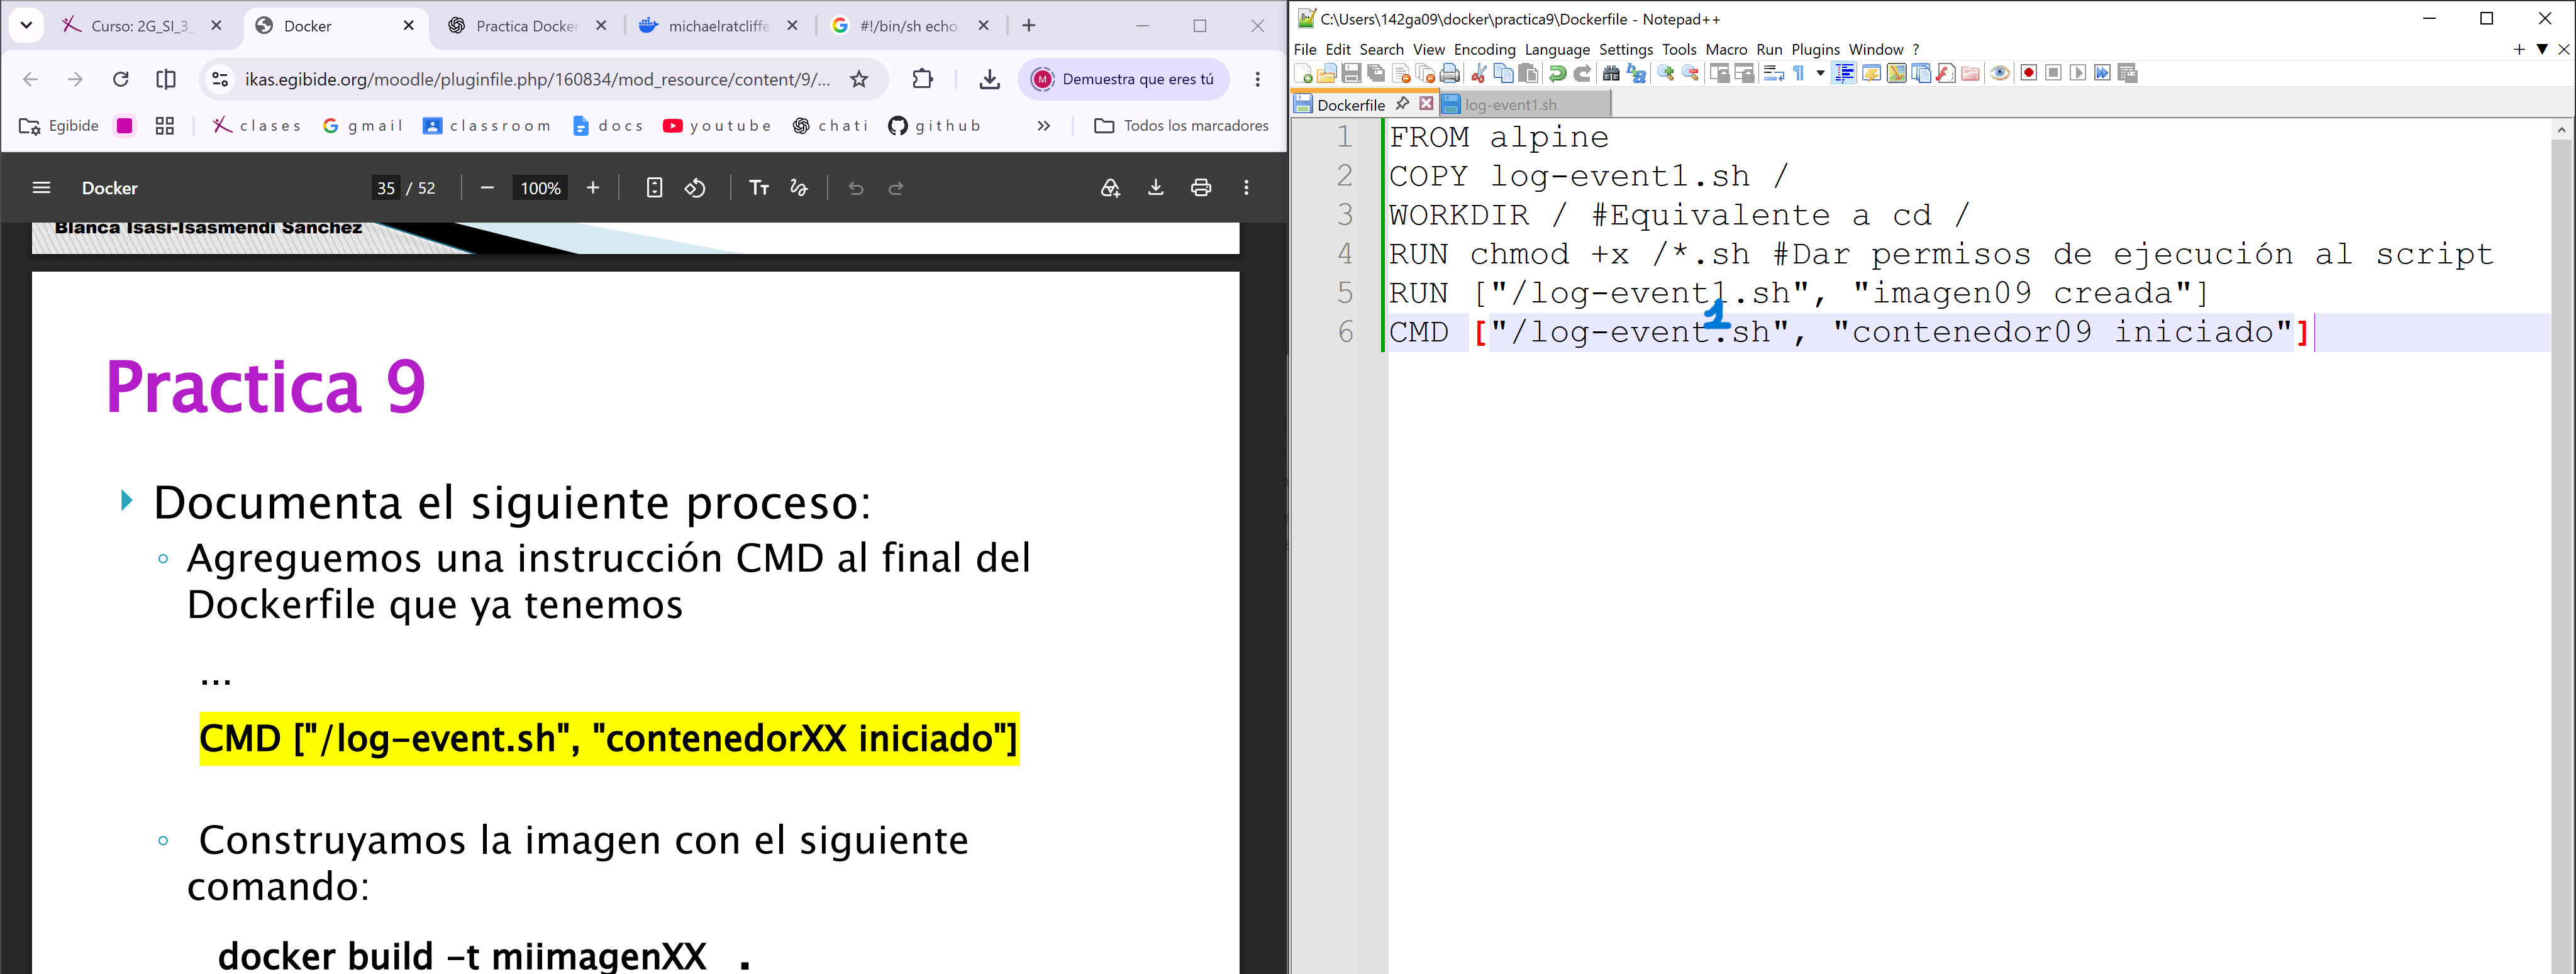 Curso: 2G_SI_3_
Docker
Practica Docker
michaelratcliffe
#!/bin/sh echo
ikas.egibide.org/moodle/pluginfile.php/160834/mod_resource/content/9/...
M
Demuestra que eres tú
Egibide
clases
gmail
classroom
docs
youtube
chati
github
Todos los marcadores
Docker
35 / 52
100%
Blanca Isasi-Isasmendi Sánchez
Practica 9
Documenta el siguiente proceso:
Agreguemos una instrucción CMD al final del
Dockerfile que ya tenemos
...
CMD ["/log-event.sh", "contenedorXX iniciado"]
Construyamos la imagen con el siguiente
comando:
docker build -t miimagenXX .
C:\Users\142ga09\docker\practica9\Dockerfile - Notepad++
File Edit Search View Encoding Language Settings Tools Macro Run Plugins Window ?
Dockerfile
log-event1.sh
1 FROM alpine
2 COPY log-event1.sh /
3 WORKDIR / #Equivalente a cd /
4 RUN chmod +x /*.sh #Dar permisos de ejecución al script
5 RUN ["/log-event1.sh", "imagen09 creada"]
1
6 CMD ["/log-event.sh", "contenedor09 iniciado"]